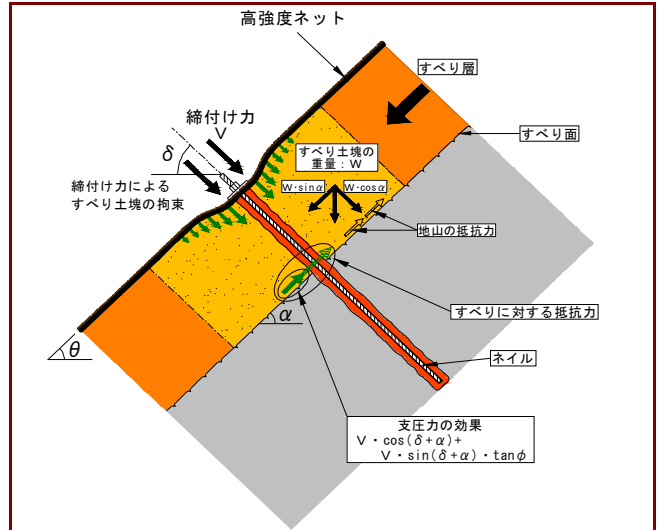 高強度ネット
すべり層
締付け力
V
すべり面
δ
すべり土塊の
重量：W
締付け力による
すべり土塊の拘束
W・sinα
W・cosα
地山の抵抗力
すべりに対する抵抗力
α
θ
ネイル
支圧力の効果
V・cos(δ+α)+
V・sin(δ+α)・tanφ